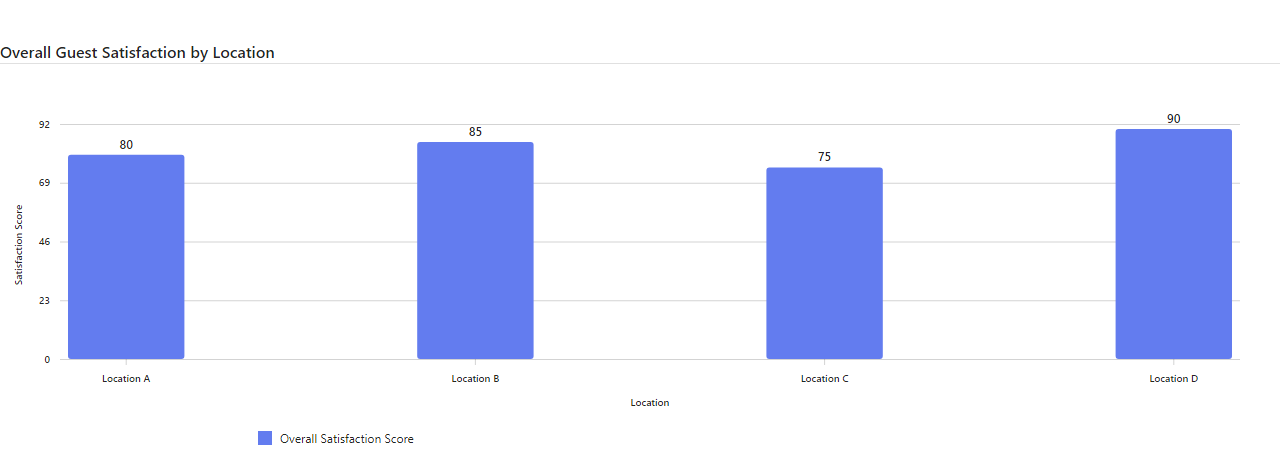 Overall Guest Satisfaction by Location
92
69
46
23
0
Satisfaction Score
80
85
75
90
Location A
Location B
Location C
Location D
Location
Overall Satisfaction Score